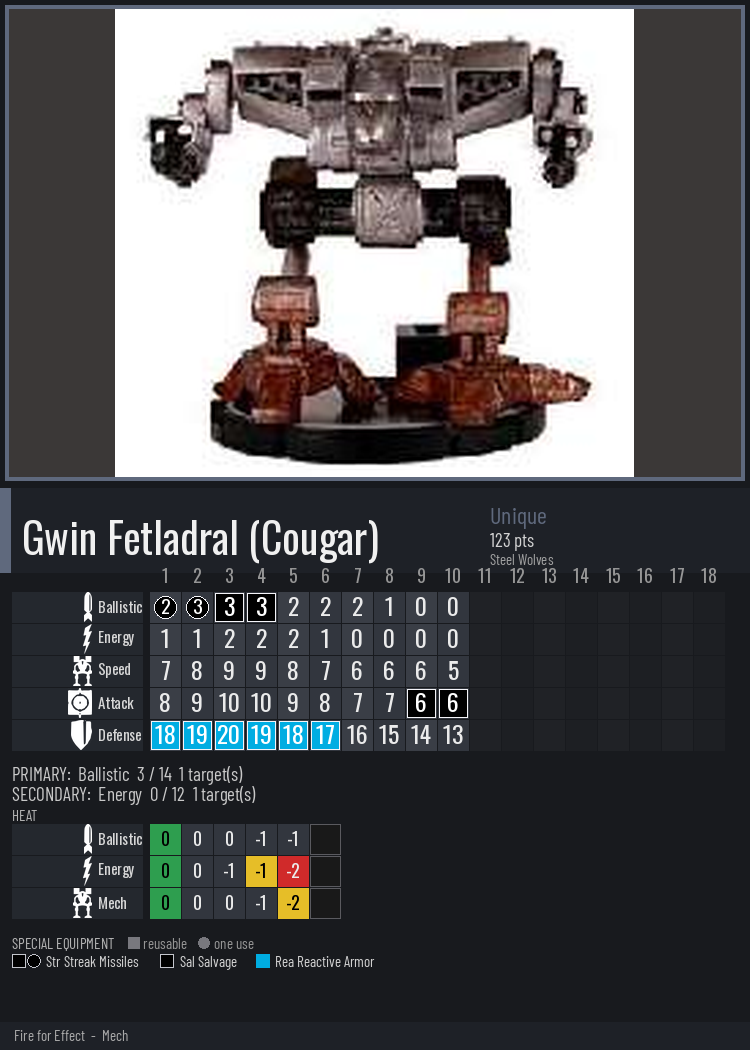 Gwin Fetladral (Cougar)
Unique
123 pts
Steel Wolves
1 2 3 4 5 6 7 8 9 10 11 12 13 14 15 16 17 18
Ballistic 2 3 3 3 2 2 2 1 0 0
Energy 1 1 2 2 2 1 0 0 0 0
Speed 7 8 9 9 8 7 6 6 6 5
Attack 8 9 10 10 9 8 7 7 6 6
Defense 18 19 20 19 18 17 16 15 14 13
PRIMARY: Ballistic 3 / 14 1 target(s)
SECONDARY: Energy 0 / 12 1 target(s)
HEAT
Ballistic 0 0 0 -1 -1
Energy 0 0 -1 -1 -2
Mech 0 0 0 -1 -2
SPECIAL EQUIPMENT reusable one use
Str Streak Missiles Sal Salvage Rea Reactive Armor
Fire for Effect - Mech